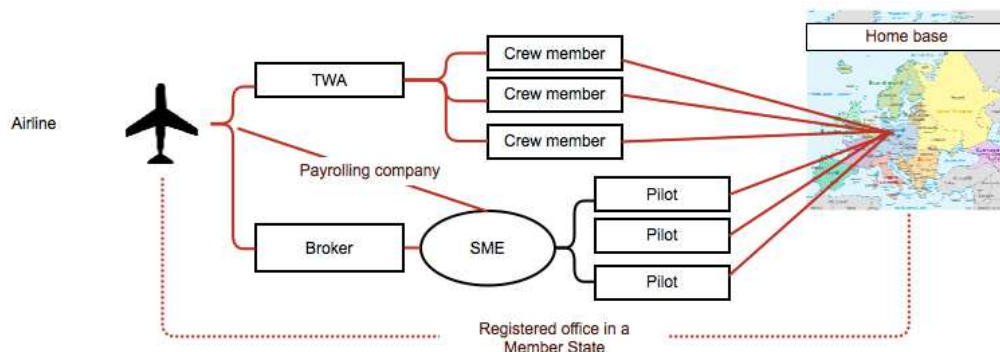 Home base
Crew member
TWA
Crew member
Airline
Crew member
Payrolling company
Pilot
Broker
SME
Pilot
Pilot
Registered office in a
Member State